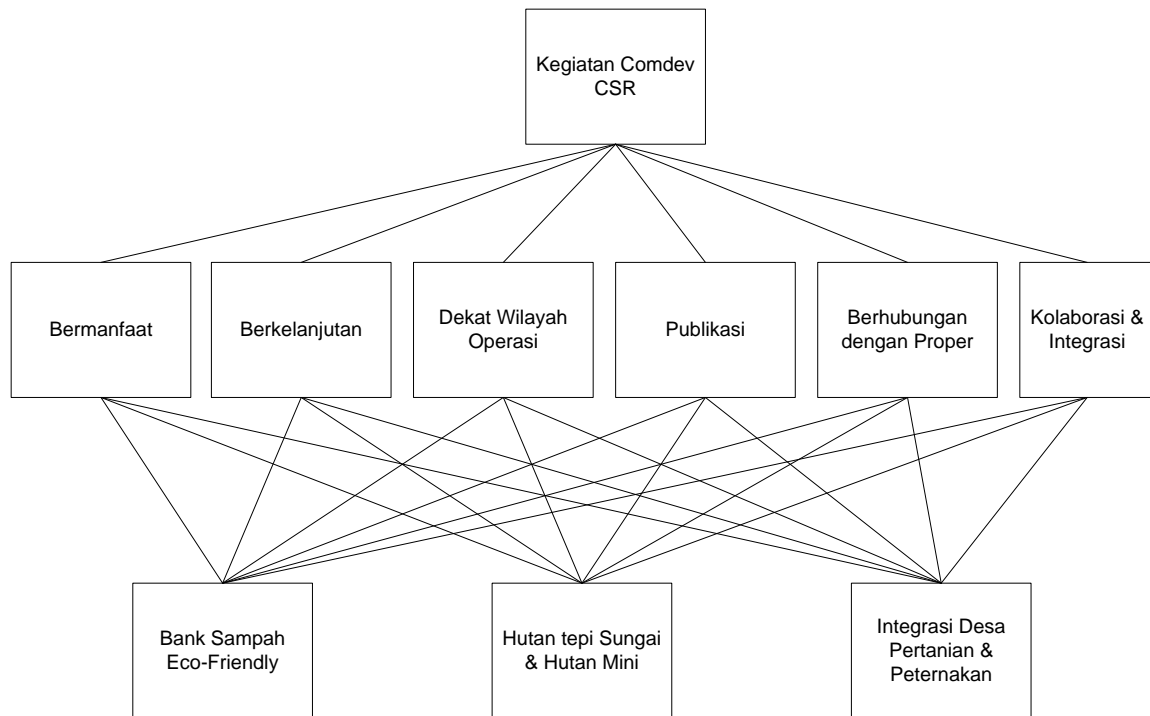 Kegiatan Comdev
CSR
Bermanfaat
Berkelanjutan
Dekat Wilayah
Operasi
Publikasi
Berhubungan
dengan Proper
Kolaborasi &
Integrasi
Bank Sampah
Eco-Friendly
Hutan tepi Sungai
& Hutan Mini
Integrasi Desa
Pertanian &
Peternakan